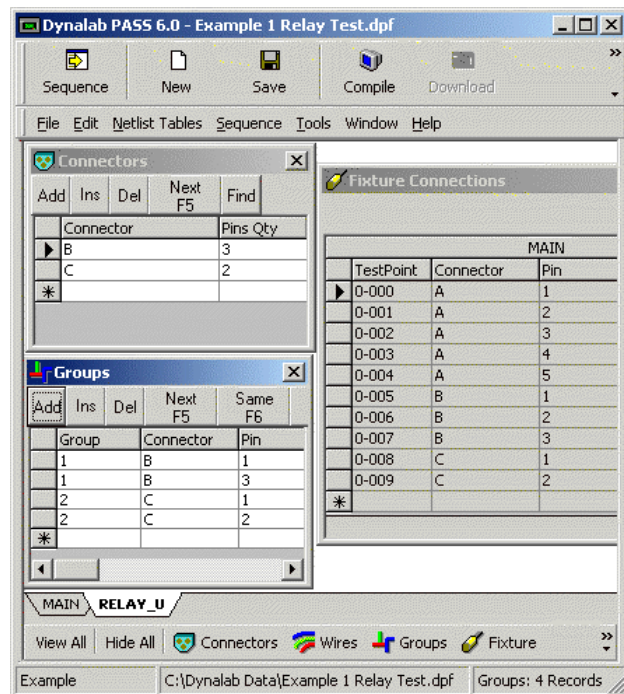 Dynalab PASS 6.0 - Example 1 Relay Test.dpf
Sequence New Save Compile Download »
File Edit Netlist Tables Sequence Tools Window Help
Connectors
Add Ins Del Next F5 Find
Connector Pins Qty
B 3
C 2
Groups
Add Ins Del Next F5 Same F6
Group Connector Pin
1 B 1
1 B 3
2 C 1
2 C 2
Fixture Connections
MAIN
TestPoint Connector Pin
0-000 A 1
0-001 A 2
0-002 A 3
0-003 A 4
0-004 A 5
0-005 B 1
0-006 B 2
0-007 B 3
0-008 C 1
0-009 C 2
MAIN RELAY_U
View All Hide All Connectors Wires Groups Fixture »
Example C:\Dynalab Data\Example 1 Relay Test.dpf Groups: 4 Records